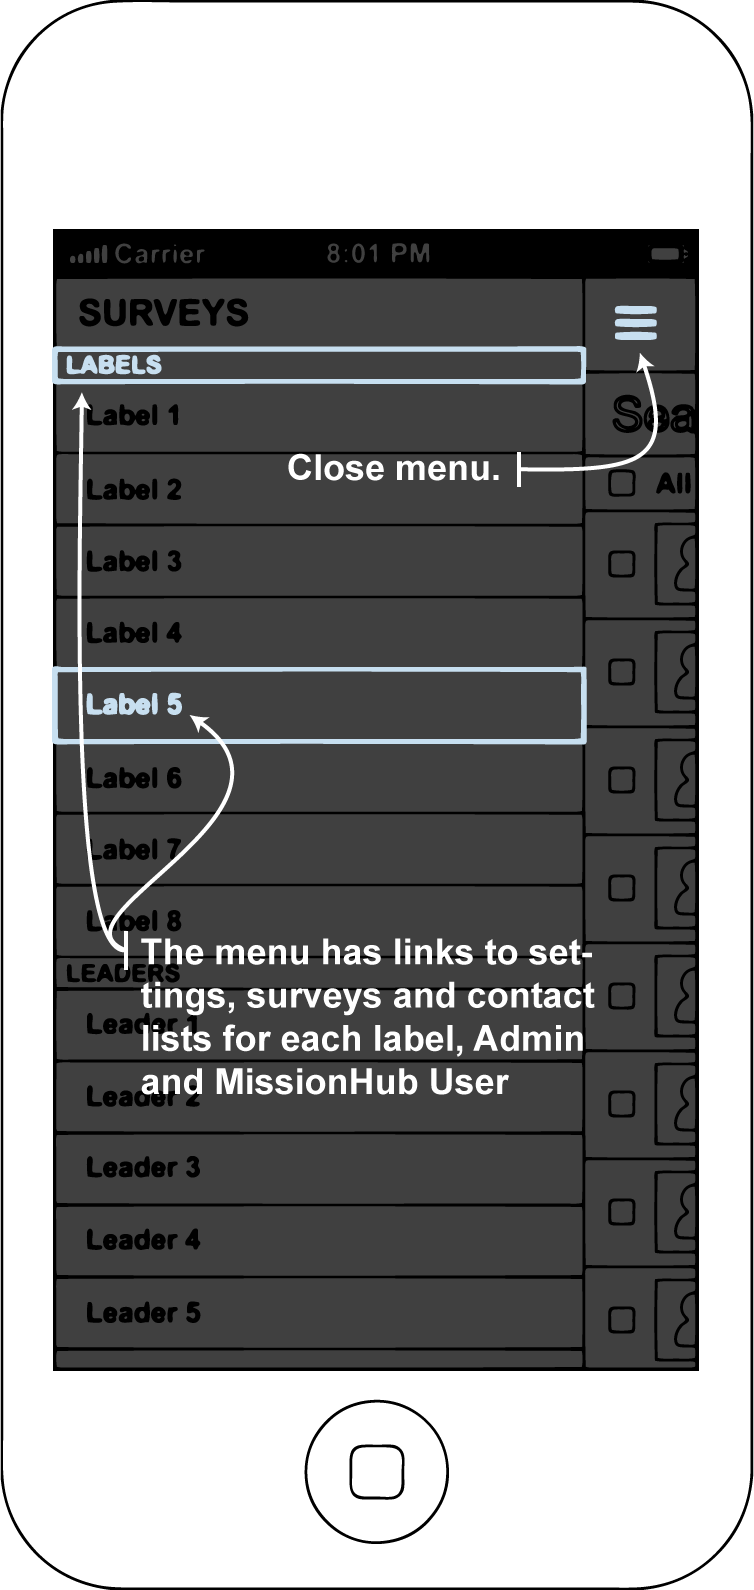 Carrier 8:01 PM
SURVEYS
LABELS
Label 1
Sea
Close menu.
Label 2
All
Label 3
Label 4
Label 5
Label 6
Label 7
Label 8
The menu has links to set-
LEADERS
tings, surveys and contact
Leader 1
lists for each label, Admin
and MissionHub User
Leader 2
Leader 3
Leader 4
Leader 5